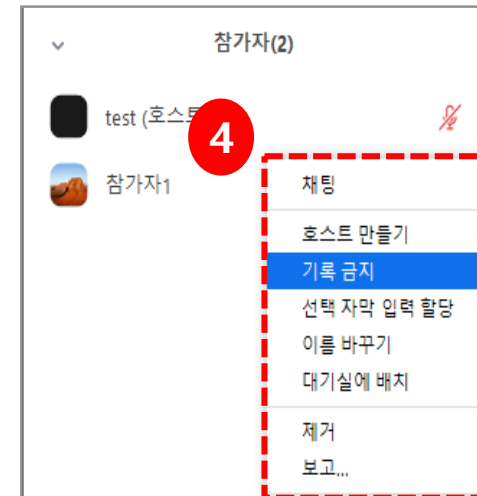 참가자(2)
test (호스트
4
참가자1
채팅
호스트 만들기
기록 금지
선택 자막 입력 할당
이름 바꾸기
대기실에 배치
제거
보고...